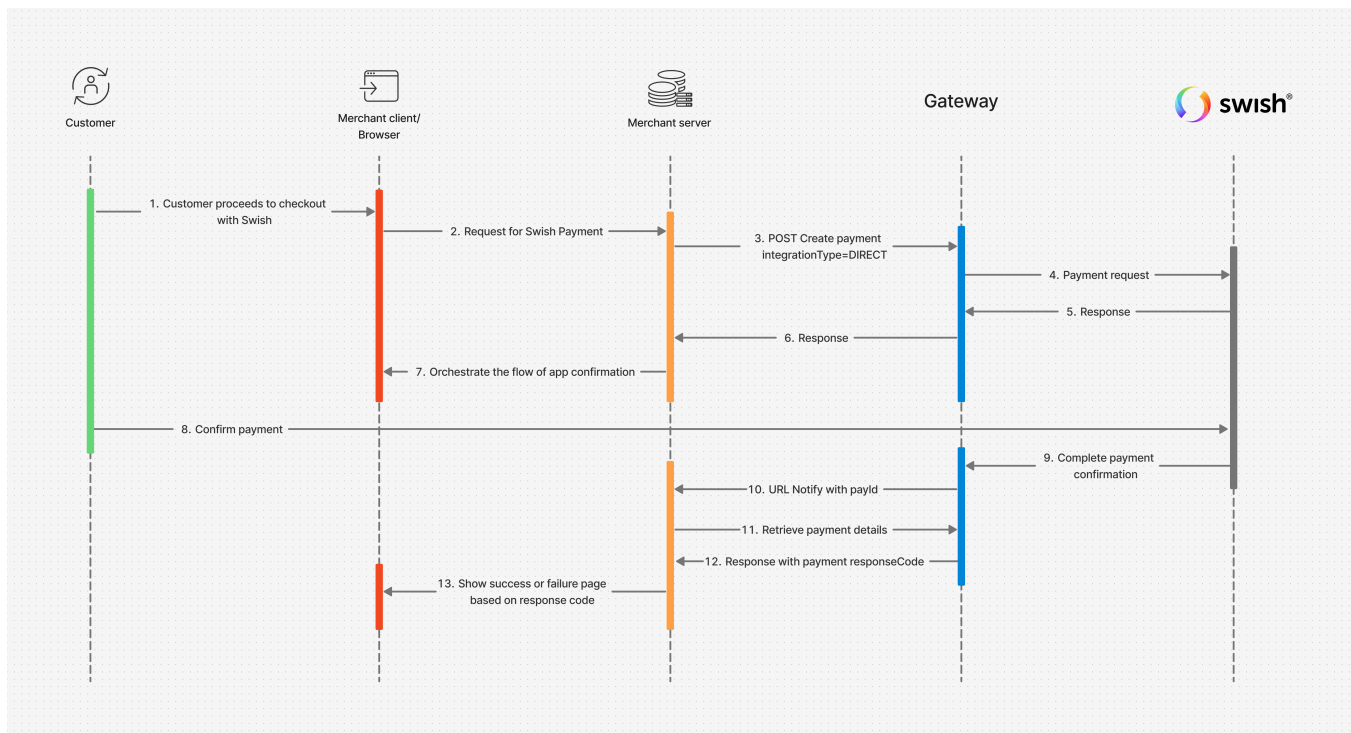 Customer
Merchant client/
Browser
Merchant server
Gateway
swish®
1. Customer proceeds to checkout
with Swish
2. Request for Swish Payment
3. POST Create payment
integrationType=DIRECT
4. Payment request
5. Response
6. Response
7. Orchestrate the flow of app confirmation
8. Confirm payment
9. Complete payment
confirmation
10. URL Notify with payId
11. Retrieve payment details
12. Response with payment responseCode
13. Show success or failure page
based on response code